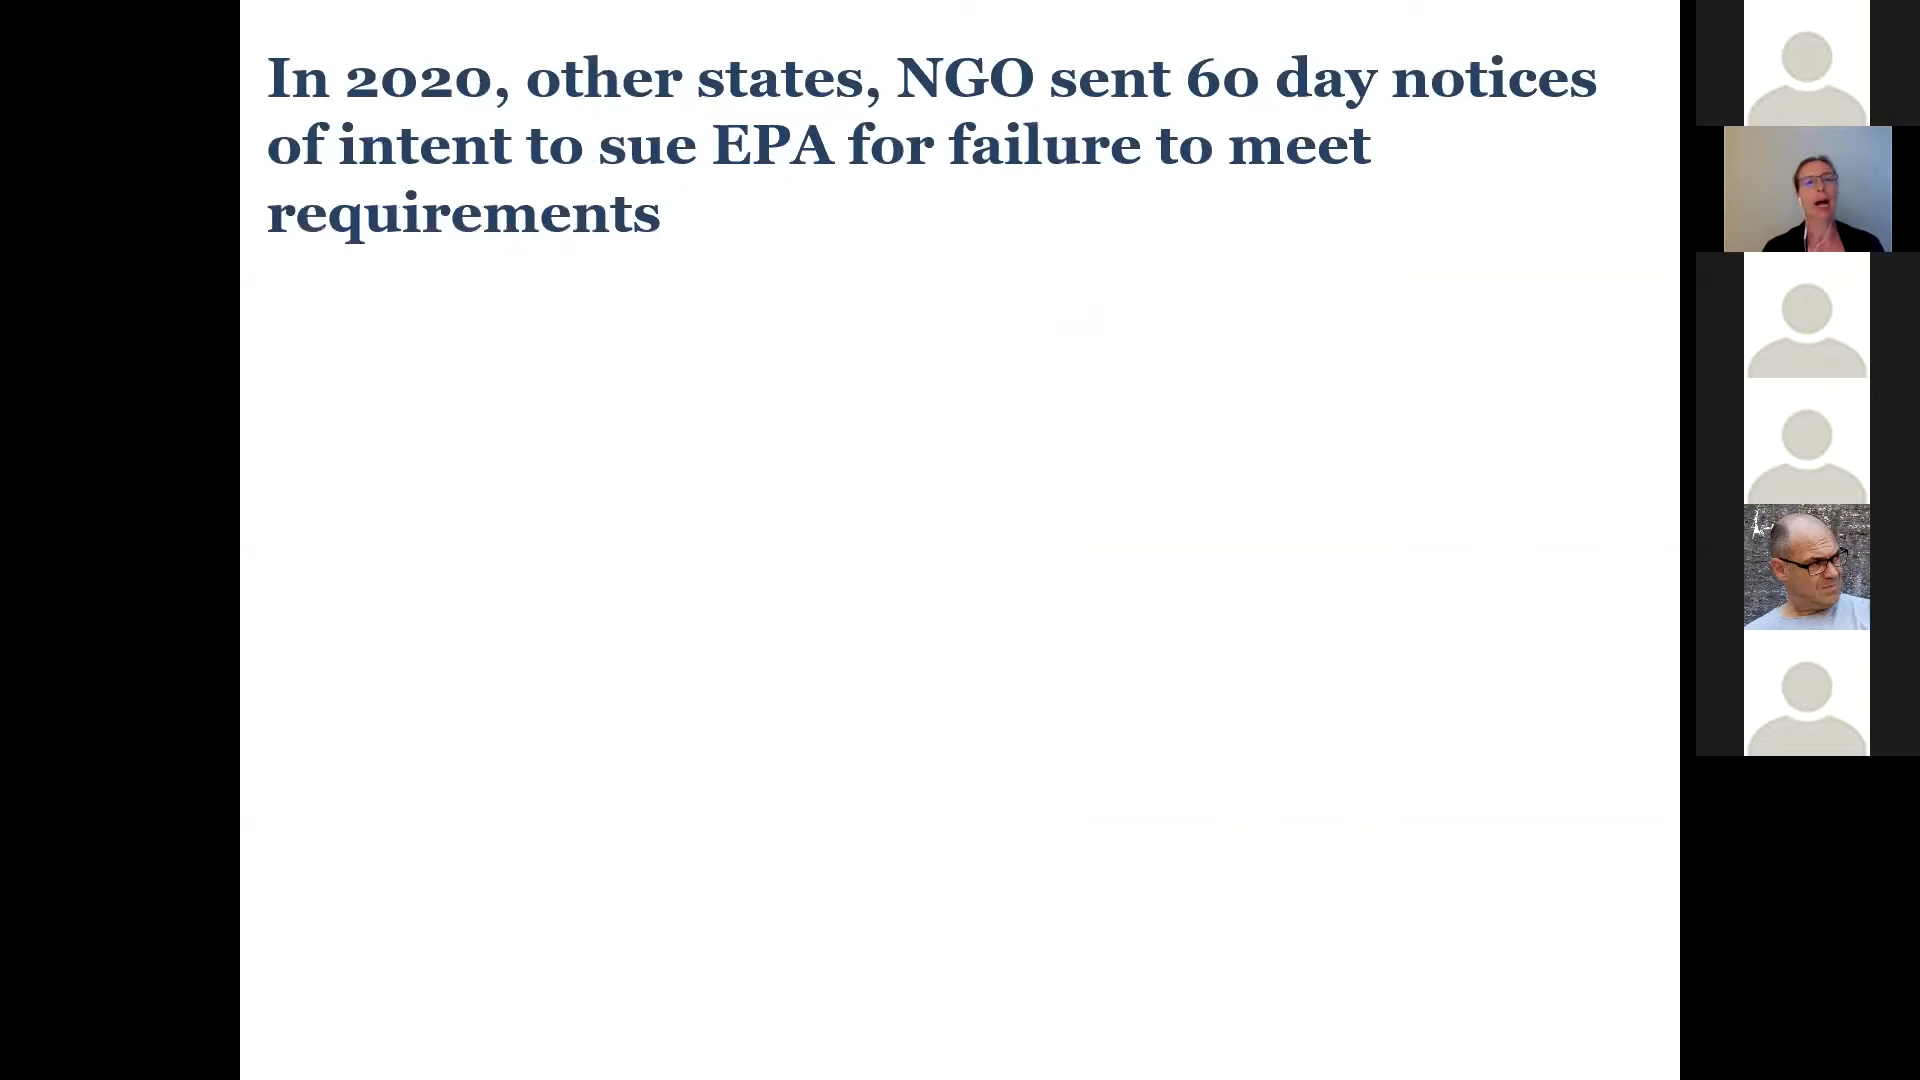 In 2020, other states, NGO sent 60 day notices
of intent to sue EPA for failure to meet
requirements